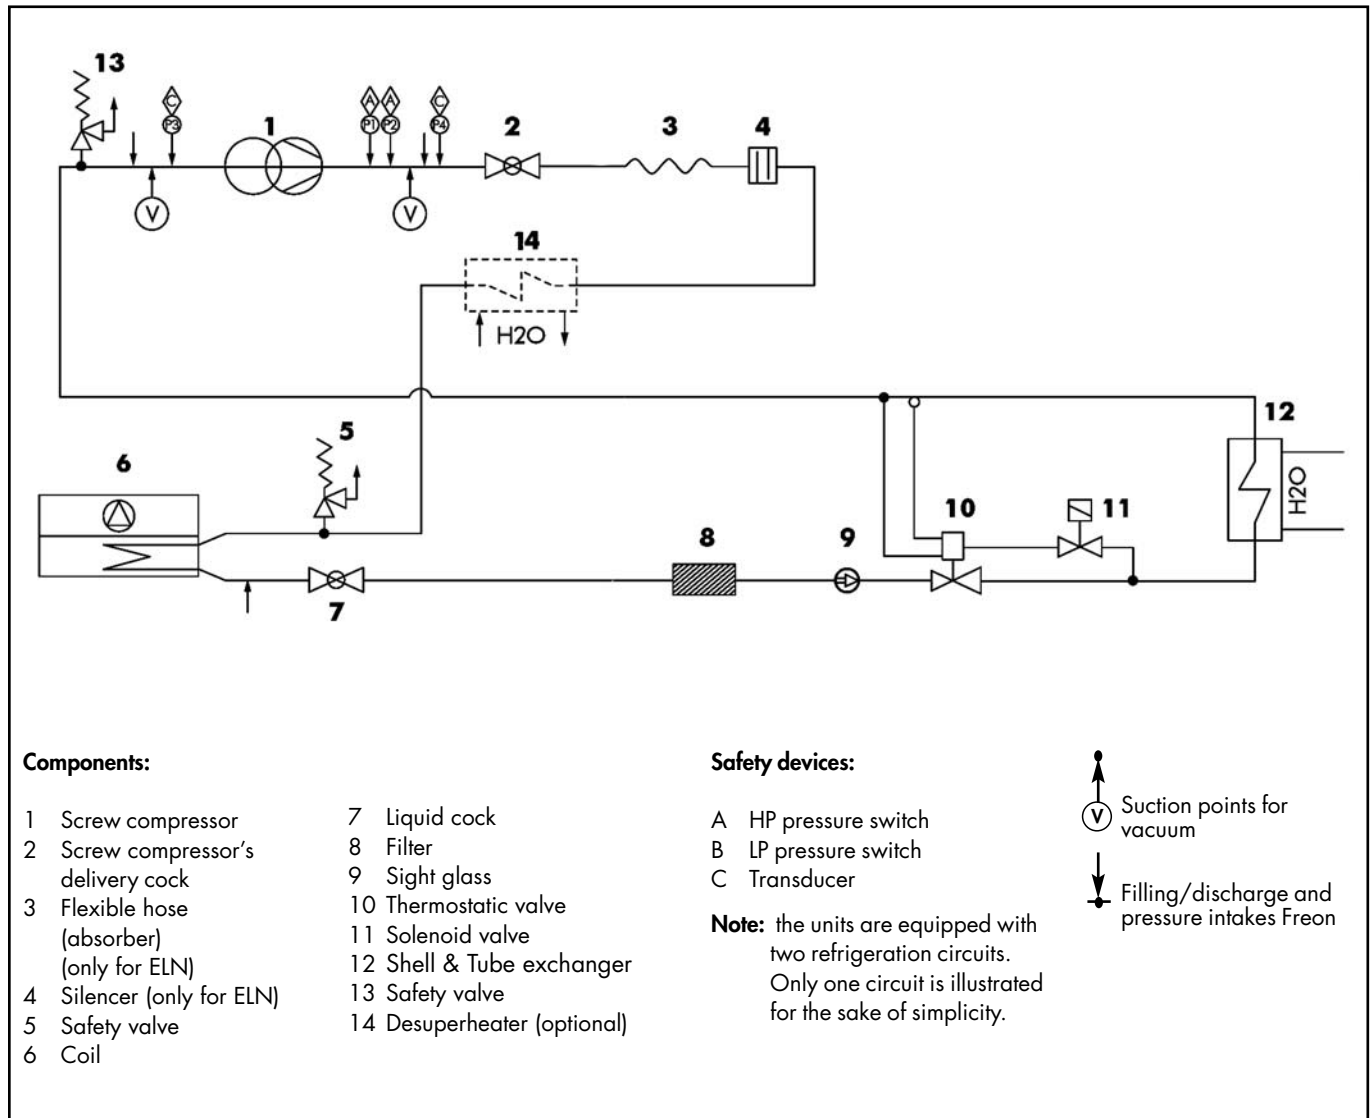 13
C
P3
1
A
P1
A
P2
C
P4
2
3
4
V
V
14
H2O
12
H2O
5
6
10
11
8
9
7
Components:
1 Screw compressor
2 Screw compressor's
delivery cock
3 Flexible hose
(absorber)
(only for ELN)
4 Silencer (only for ELN)
5 Safety valve
6 Coil
7 Liquid cock
8 Filter
9 Sight glass
10 Thermostatic valve
11 Solenoid valve
12 Shell & Tube exchanger
13 Safety valve
14 Desuperheater (optional)
Safety devices:
A HP pressure switch
B LP pressure switch
C Transducer
Note: the units are equipped with
two refrigeration circuits.
Only one circuit is illustrated
for the sake of simplicity.
V
Suction points for
vacuum
Filling/discharge and
pressure intakes Freon